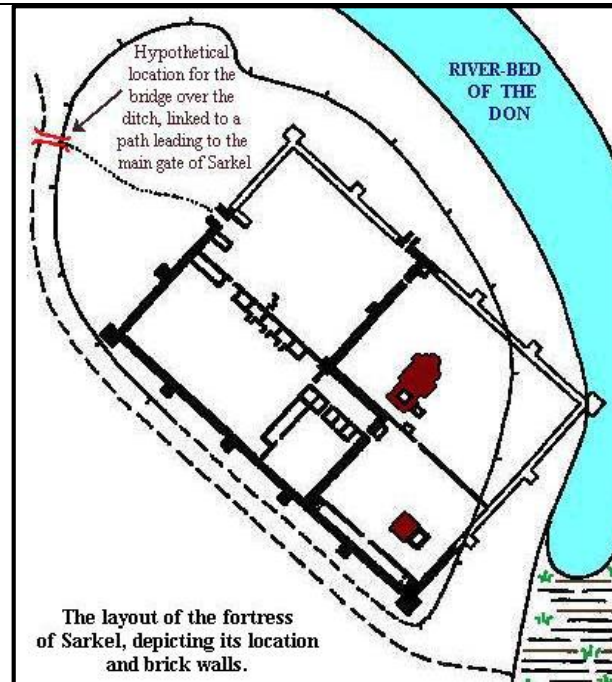 Hypothetical
location for the
bridge over the
ditch, linked to a
path leading to the
main gate of Sarkel
RIVER-BED
OF THE
DON
The layout of the fortress
of Sarkel, depicting its location
and brick walls.